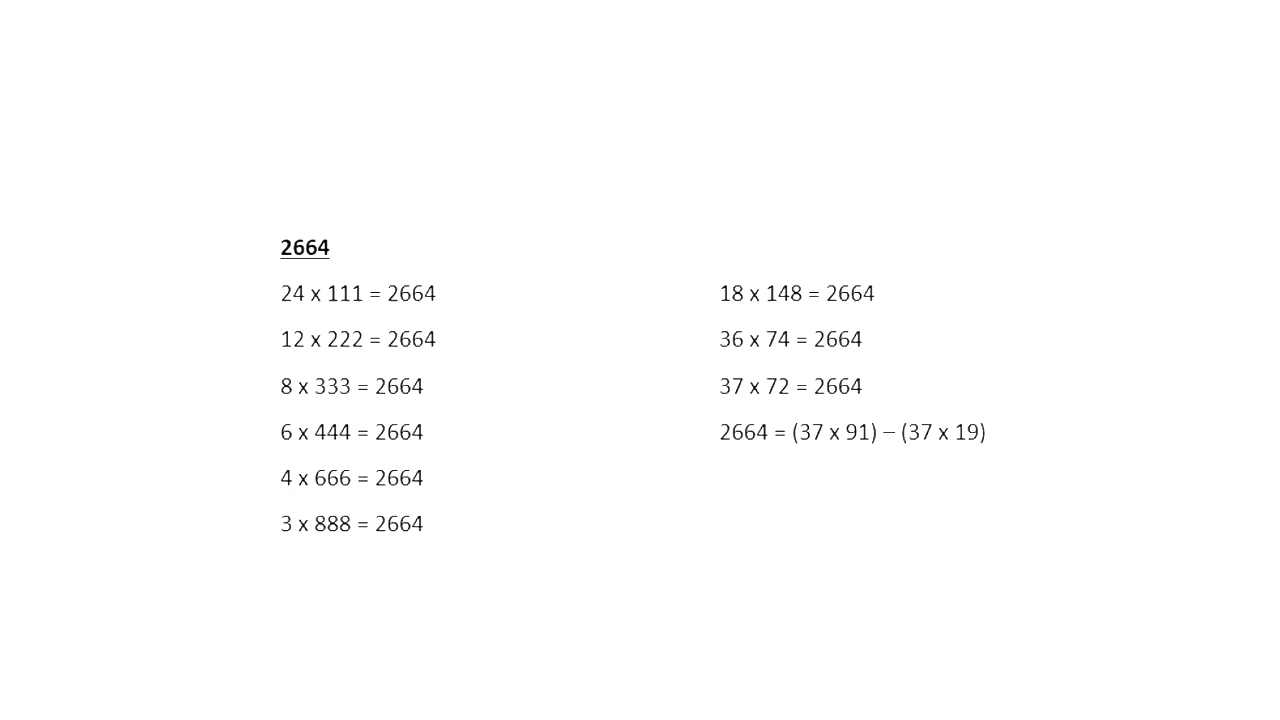 2664
24 x 111 = 2664
12 x 222 = 2664
8 x 333 = 2664
6 x 444 = 2664
4 x 666 = 2664
3 x 888 = 2664
18 x 148 = 2664
36 x 74 = 2664
37 x 72 = 2664
2664 = (37 x 91) – (37 x 19)